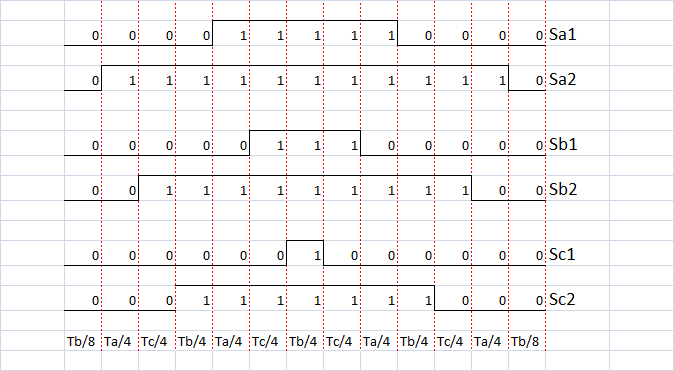 0 0 0 0 1 1 1 1 1 0 0 0 0 Sa1
0 1 1 1 1 1 1 1 1 1 1 1 0 Sa2
0 0 0 0 0 1 1 1 0 0 0 0 0 Sb1
0 0 1 1 1 1 1 1 1 1 1 0 0 Sb2
0 0 0 0 0 0 1 0 0 0 0 0 0 Sc1
0 0 0 1 1 1 1 1 1 1 0 0 0 Sc2
Tb/8 Ta/4 Tc/4 Tb/4 Ta/4 Tc/4 Tb/4 Tc/4 Ta/4 Tb/4 Tc/4 Ta/4 Tb/8